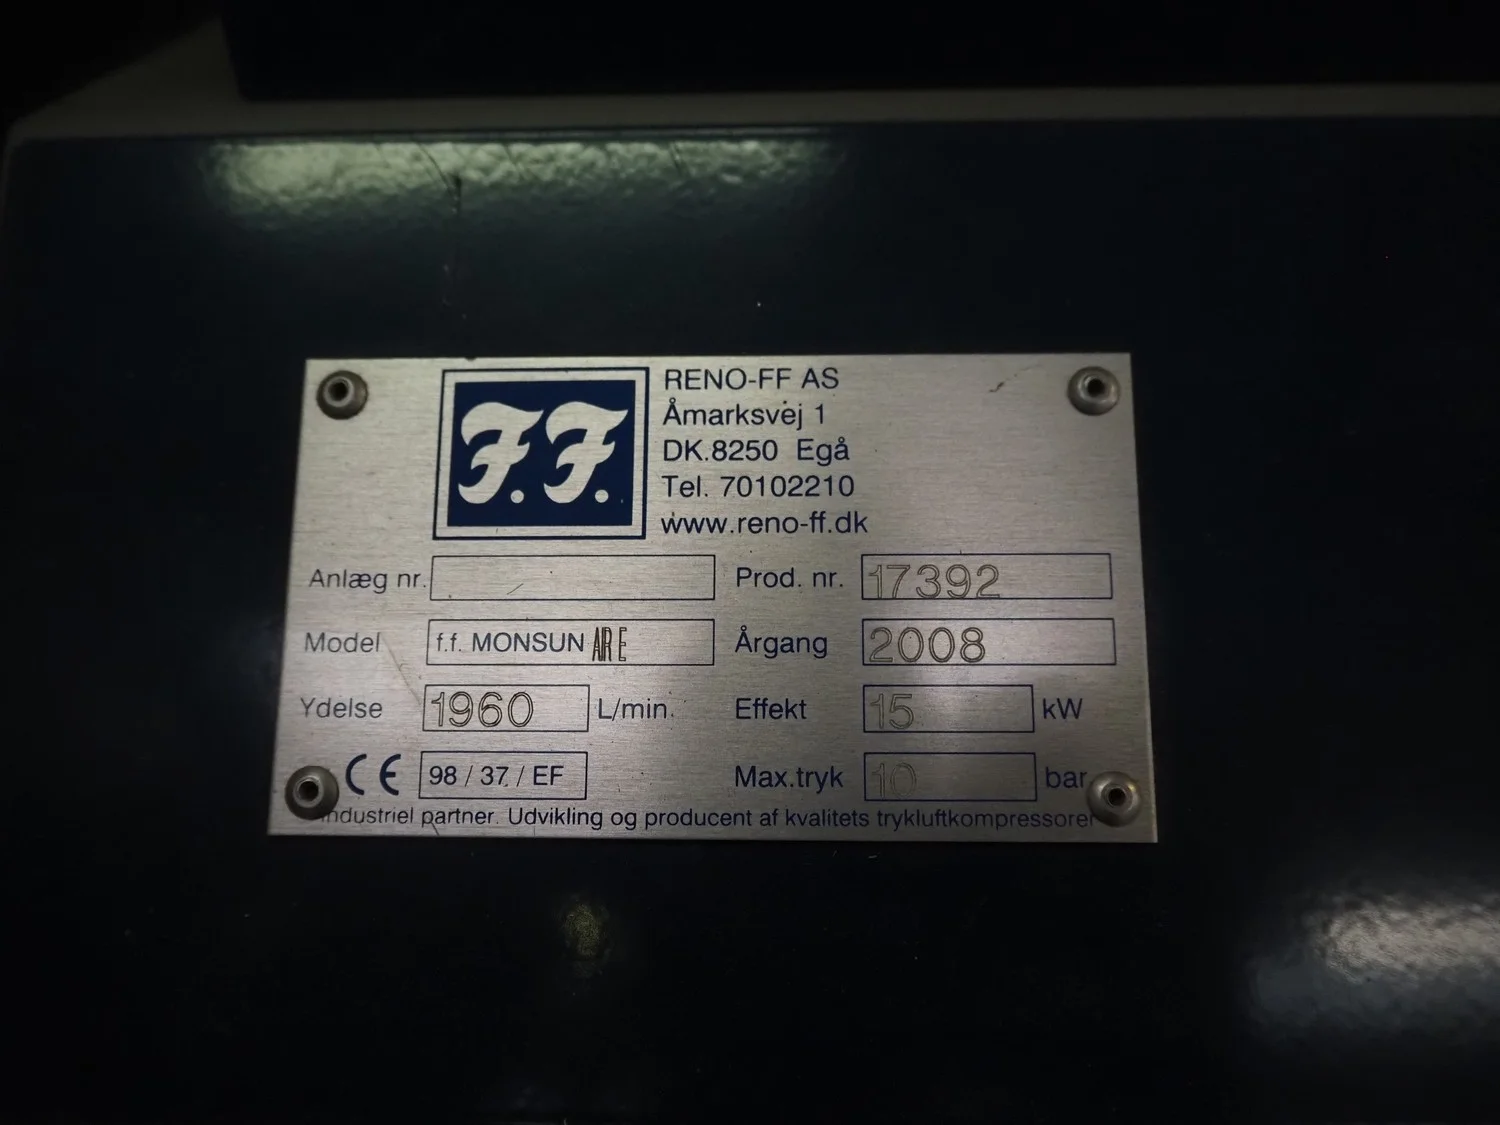 f.f.
RENO-FF AS
Åmarksvej 1
DK.8250 Egå
Tel. 70102210
www.reno-ff.dk
Anlæg nr. Prod. nr. 17392
Model f.f. MONSUN AIR E Årgang 2008
Ydelse 1960 L/min. Effekt 15 kW
CE 98 / 37. / EF Max.tryk 10 bar
Industriel partner. Udvikling og producent af kvalitets trykluftkompressorer